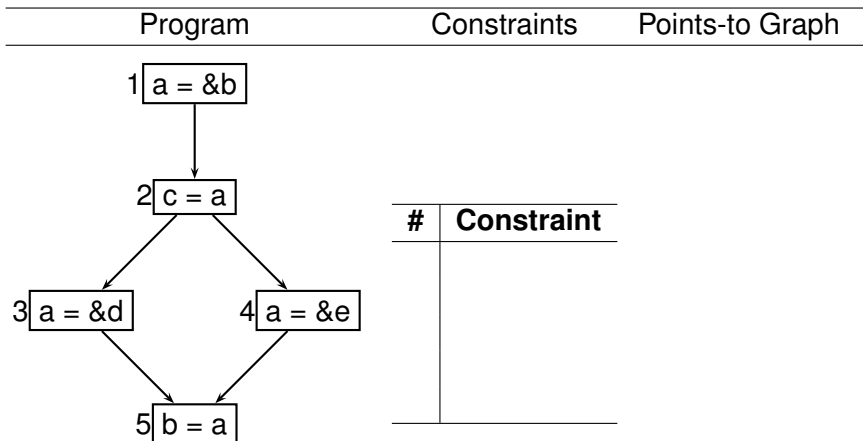 Program Constraints Points-to Graph
1 a = &b
2 c = a
# Constraint
3 a = &d 4 a = &e
5 b = a